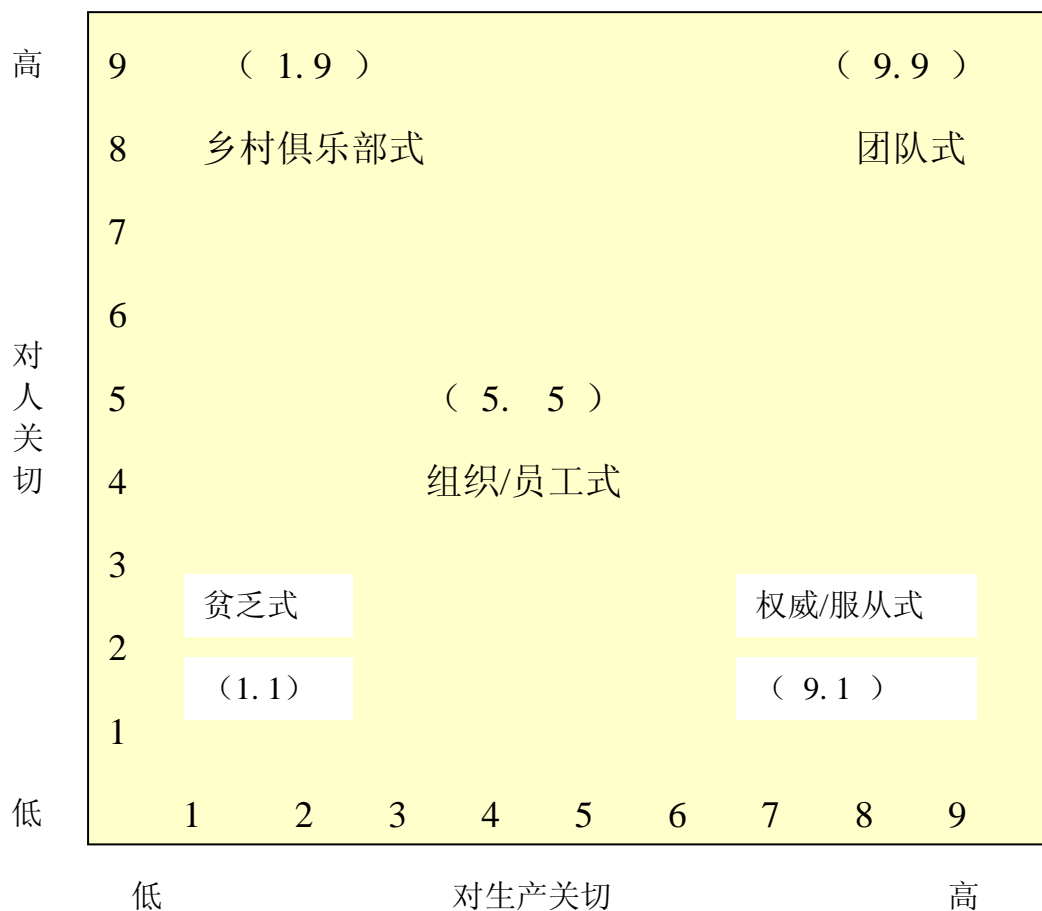 高 9 （ 1. 9 ） （ 9. 9 ）
8 乡村俱乐部式 团队式
7
6
对人关切
5 （ 5. 5 ）
4 组织/员工式
3
贫乏式 权威/服从式
2
（1. 1） （ 9. 1 ）
1
低 1 2 3 4 5 6 7 8 9
低 对生产关切 高